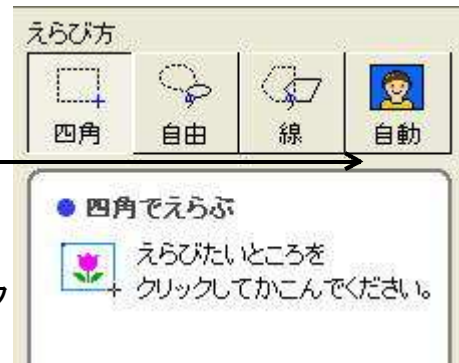 えらび方
四角 自由 線 自動
四角でえらぶ
えらびたいところを
クリックしてかこんでください。